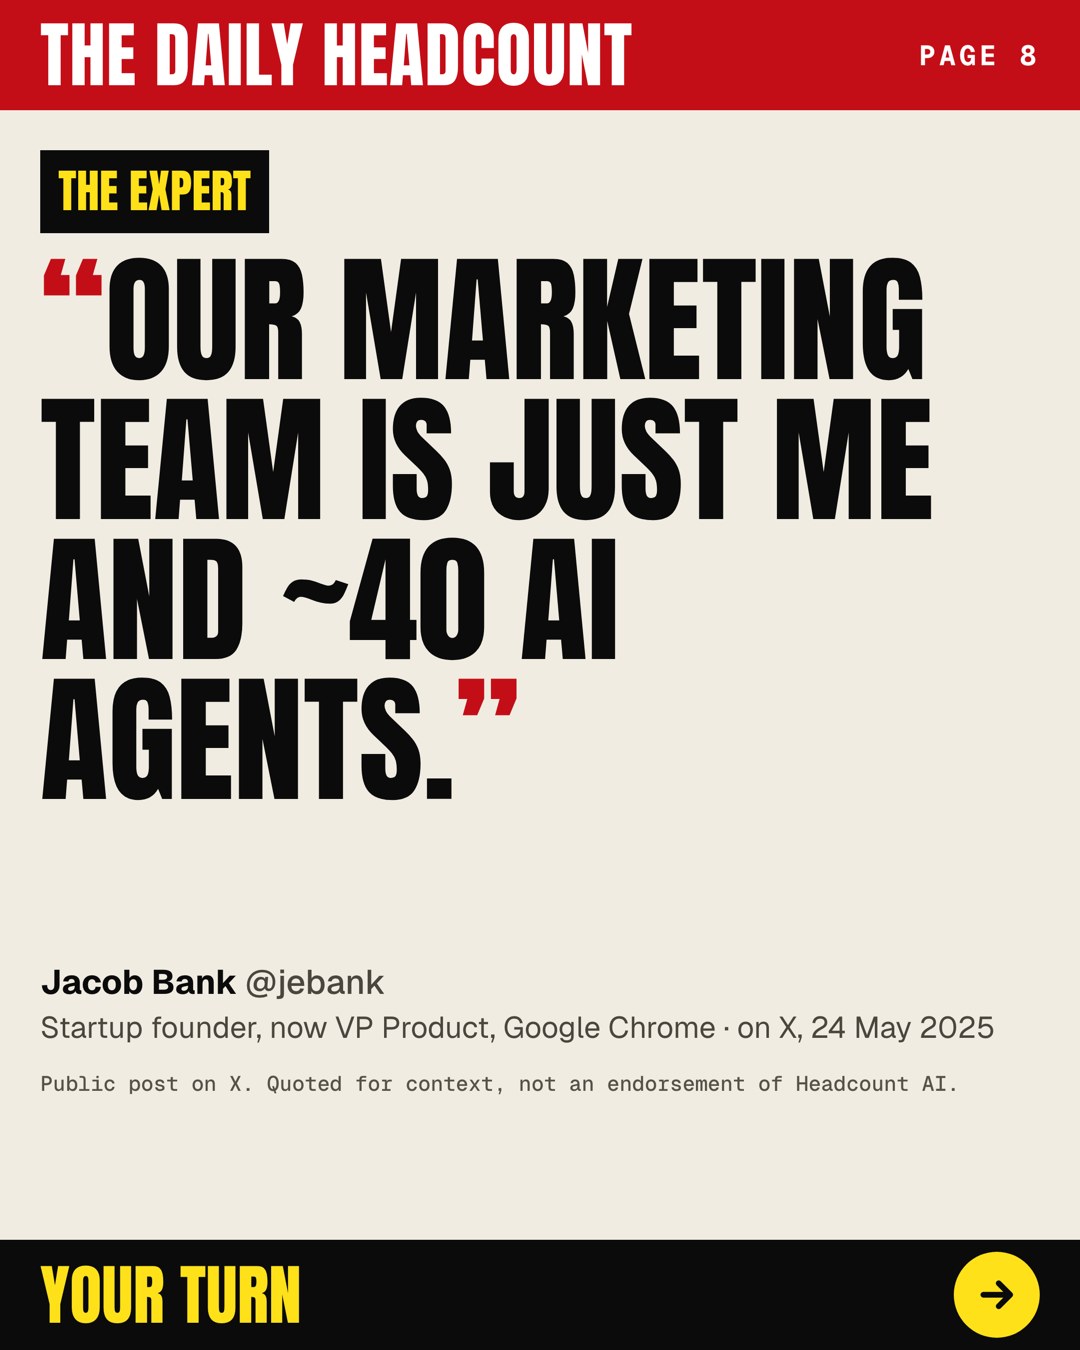 THE DAILY HEADCOUNT
PAGE 8
THE EXPERT
“OUR MARKETING
TEAM IS JUST ME
AND ~40 AI
AGENTS.”
Jacob Bank @jebank
Startup founder, now VP Product, Google Chrome · on X, 24 May 2025
Public post on X. Quoted for context, not an endorsement of Headcount AI.
YOUR TURN